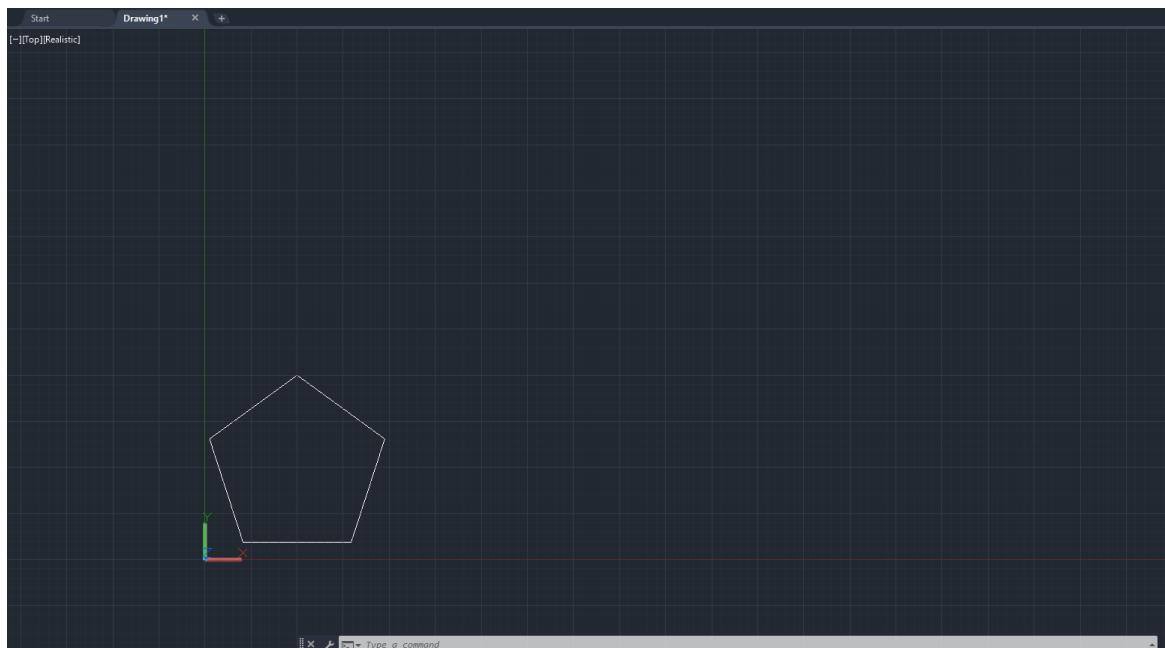 Start
Drawing1*
[−][Top][Realistic]
Y
X
Type a command